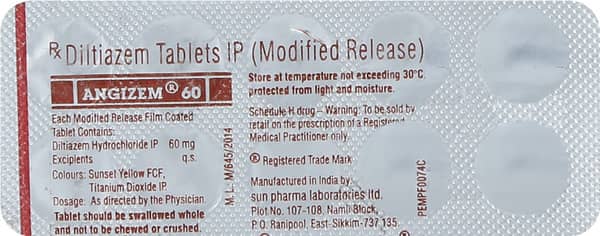 Rx Diltiazem Tablets IP (Modified Release)
ANGIZEM® 60
Each Modified Release Film Coated
Tablet Contains:
Diltiazem Hydrochloride IP 60 mg
Excipients q.s.
Colours: Sunset Yellow FCF,
Titanium Dioxide IP.
Dosage: As directed by the Physician.
Tablet should be swallowed whole
and not to be chewed or crushed.
M. L. M/645/2014
Store at temperature not exceeding 30°C,
protected from light and moisture.
Schedule H drug – Warning: To be sold by
retail on the prescription of a Registered
Medical Practitioner only.
® Registered Trade Mark
Manufactured in India by:
sun pharma laboratories ltd.
Plot No. 107-108, Namli Block,
P.O. Ranipool, East-Sikkim-737 135.
PEMPF0074C